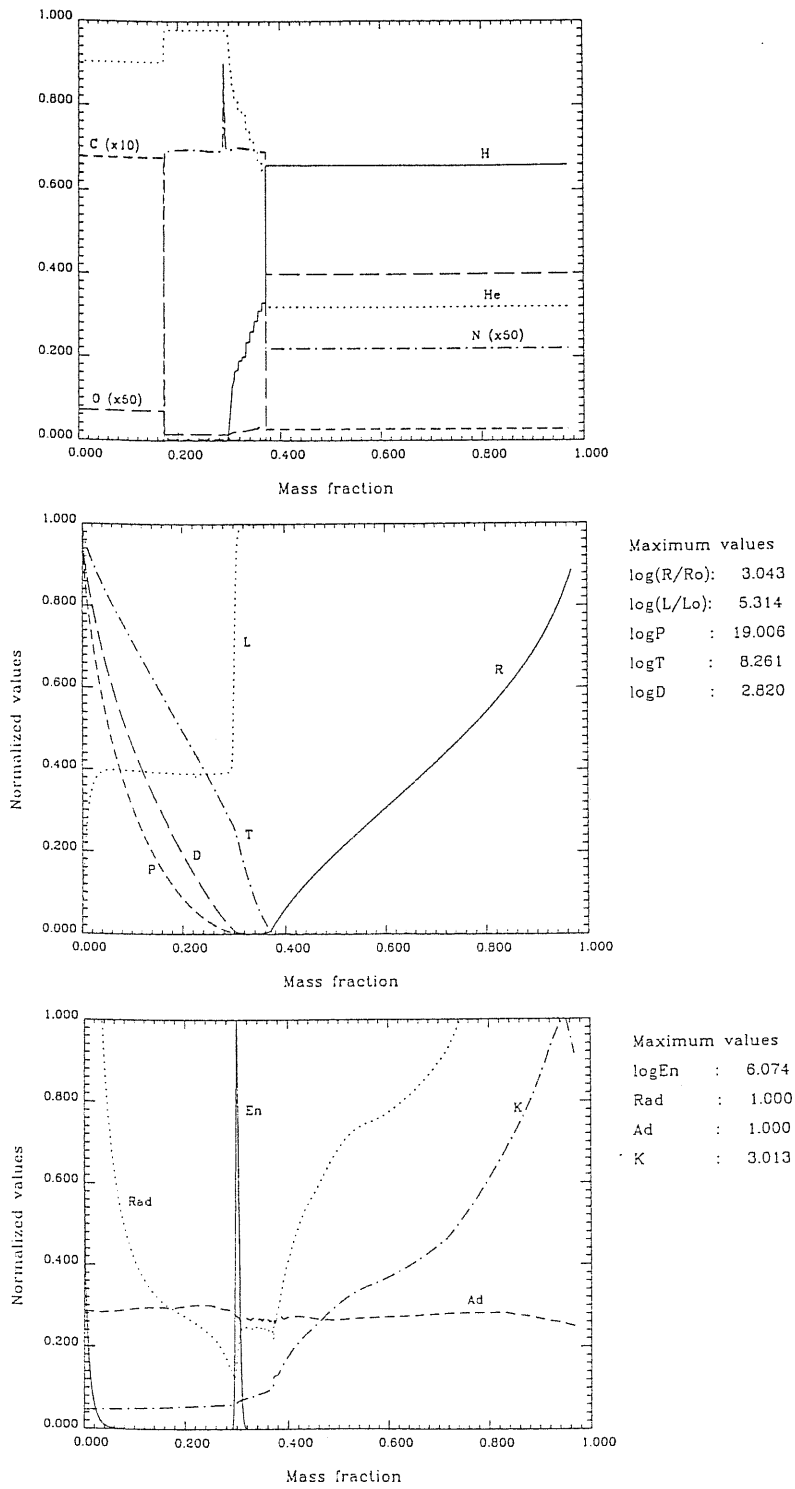 1.000
0.800
0.600
0.400
0.200
0.000
C (x10)
O (x50)
H
He
N (x50)
0.000 0.200 0.400 0.600 0.800 1.000
Mass fraction
Normalized values
1.000
0.800
0.600
0.400
0.200
0.000
L
R
T
D
P
0.000 0.200 0.400 0.600 0.800 1.000
Mass fraction
Maximum values
log(R/Ro): 3.043
log(L/Lo): 5.314
logP : 19.006
logT : 8.261
logD : 2.820
Normalized values
1.000
0.800
0.600
0.400
0.200
0.000
En
K
Rad
Ad
0.000 0.200 0.400 0.600 0.800 1.000
Mass fraction
Maximum values
logEn : 6.074
Rad : 1.000
Ad : 1.000
K : 3.013